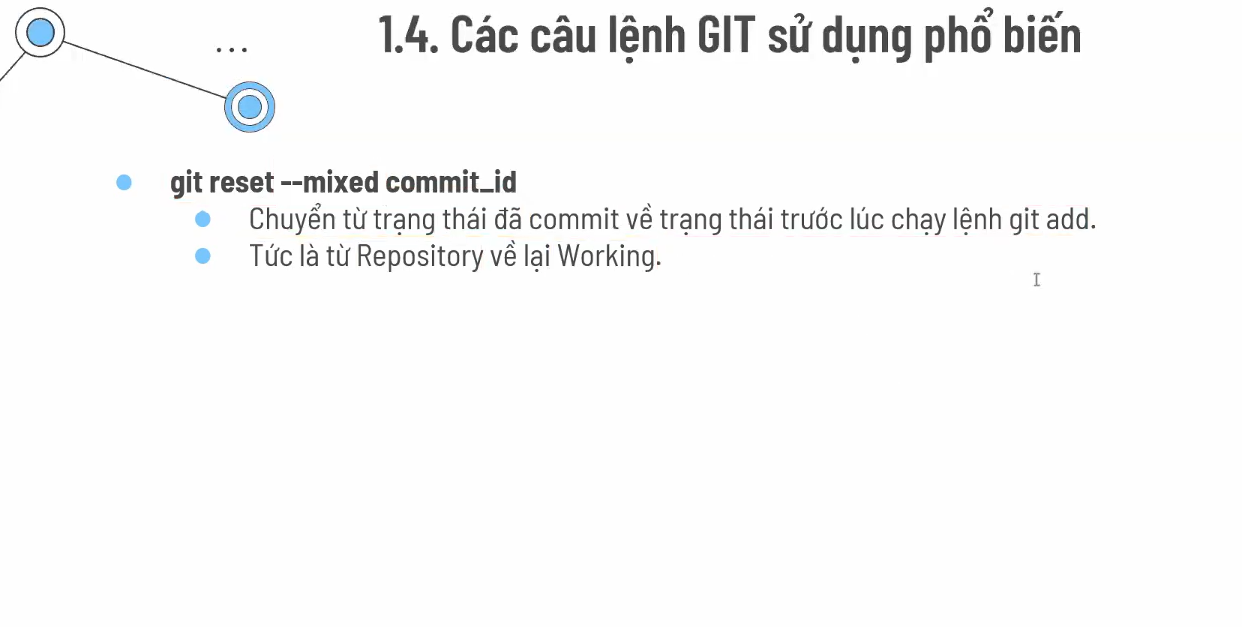 ...
1.4. Các câu lệnh GIT sử dụng phổ biến
git reset --mixed commit_id
Chuyển từ trạng thái đã commit về trạng thái trước lúc chạy lệnh git add.
Tức là từ Repository về lại Working.